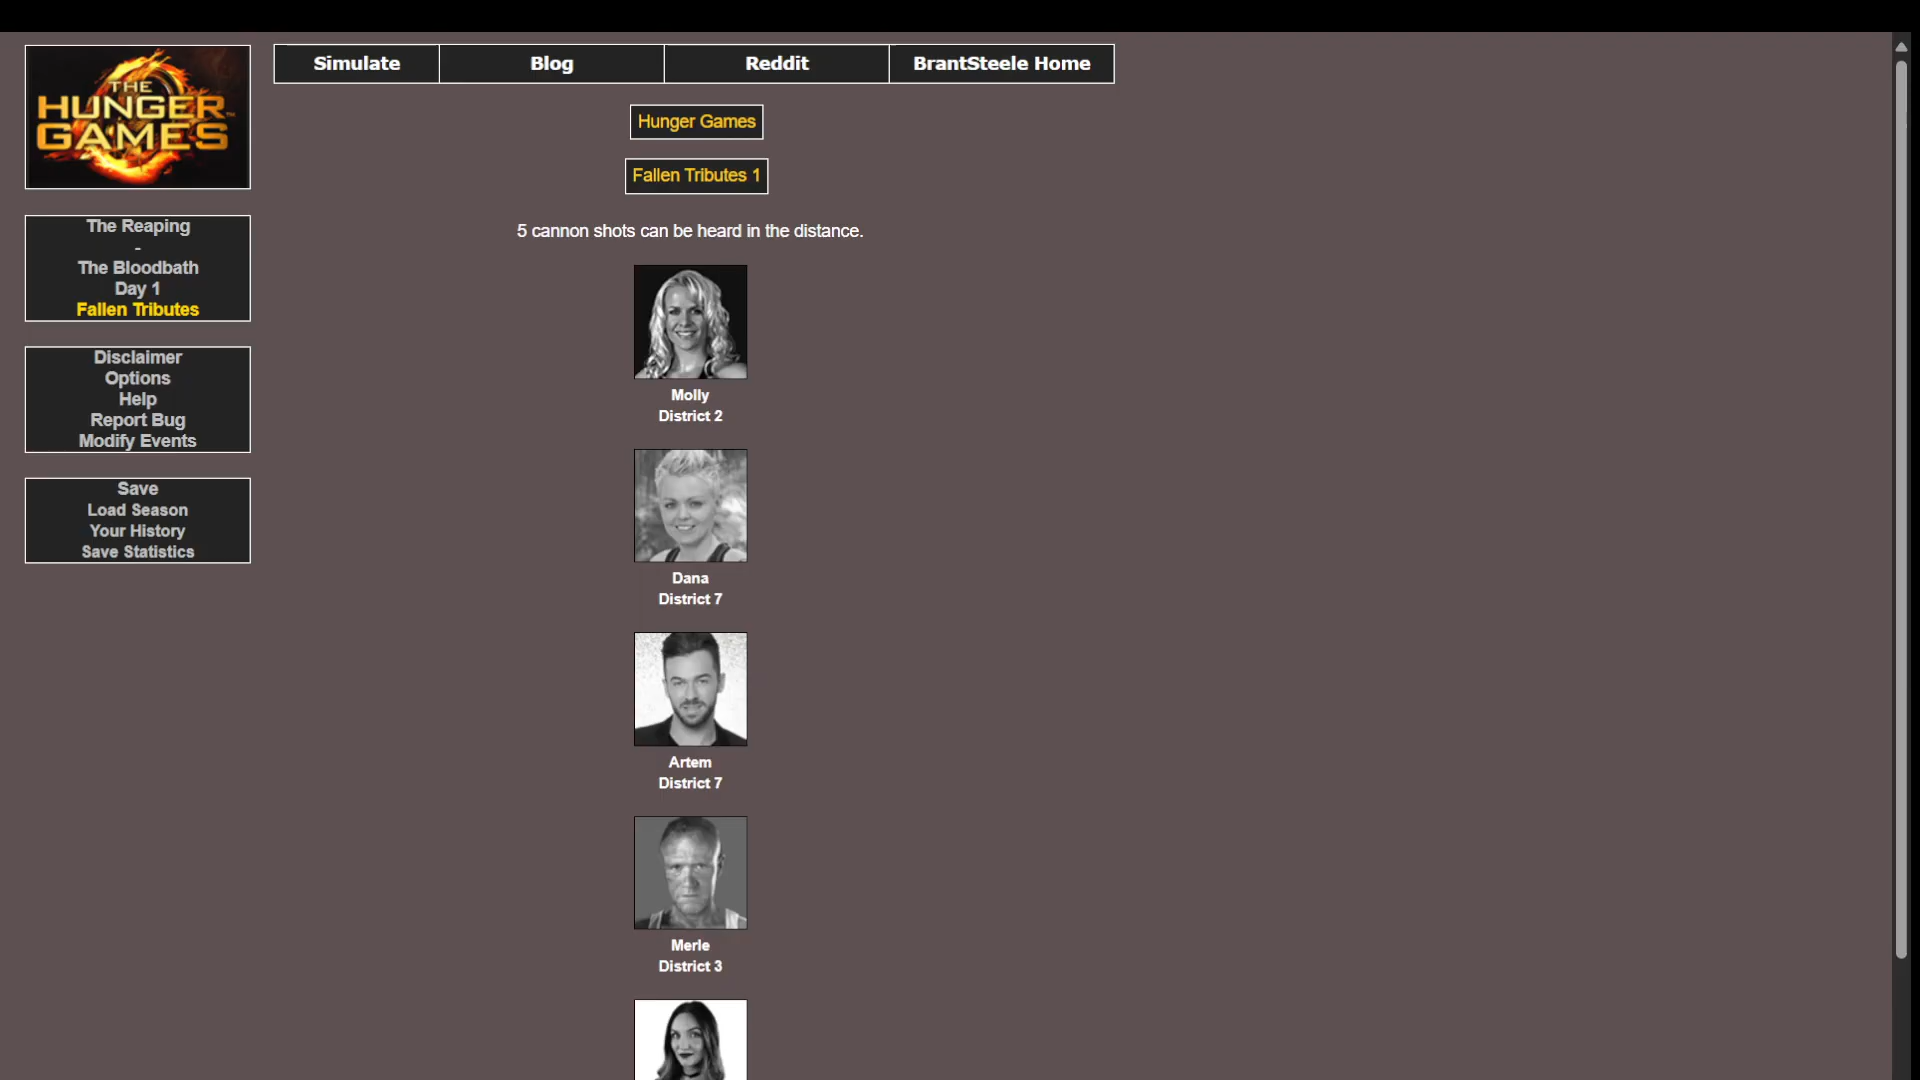 THE
HUNGER
GAMES
Simulate
Blog
Reddit
BrantSteele Home
Hunger Games
Fallen Tributes 1
The Reaping
-
The Bloodbath
Day 1
Fallen Tributes
Disclaimer
Options
Help
Report Bug
Modify Events
Save
Load Season
Your History
Save Statistics
5 cannon shots can be heard in the distance.
Molly
District 2
Dana
District 7
Artem
District 7
Merle
District 3